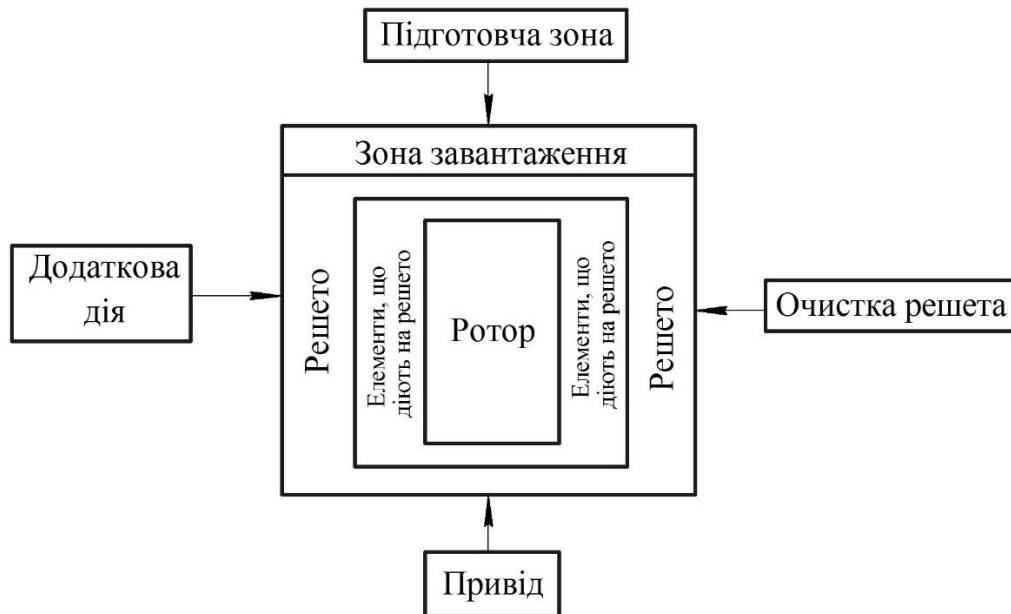 Підготовча зона
Зона завантаження
Додаткова
дія
Решето
Елементи, що
діють на решето
Ротор
Елементи, що
діють на решето
Решето
Очистка решета
Привід